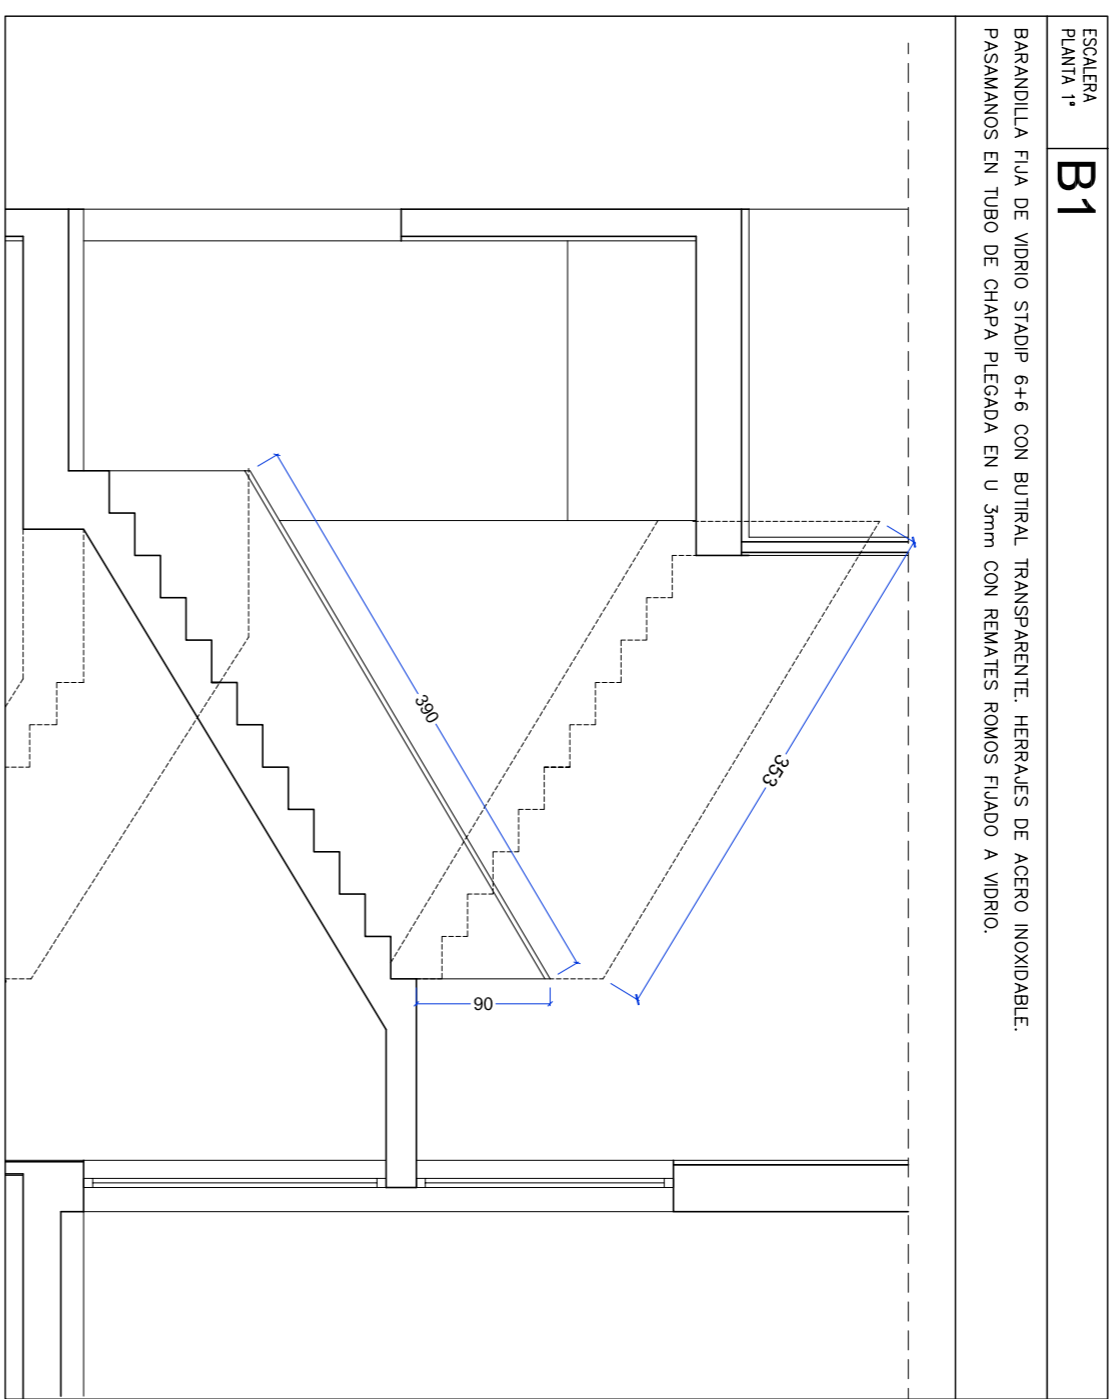 ESCALERA
PLANTA 1ª
B1
BARANDILLA FIJA DE VIDRIO STADIP 6+6 CON BUTIRAL TRANSPARENTE. HERRAJES DE ACERO INOXIDABLE.
PASAMANOS EN TUBO DE CHAPA PLEGADA EN U 3mm CON REMATES ROMOS FIJADO A VIDRIO.
353
390
90